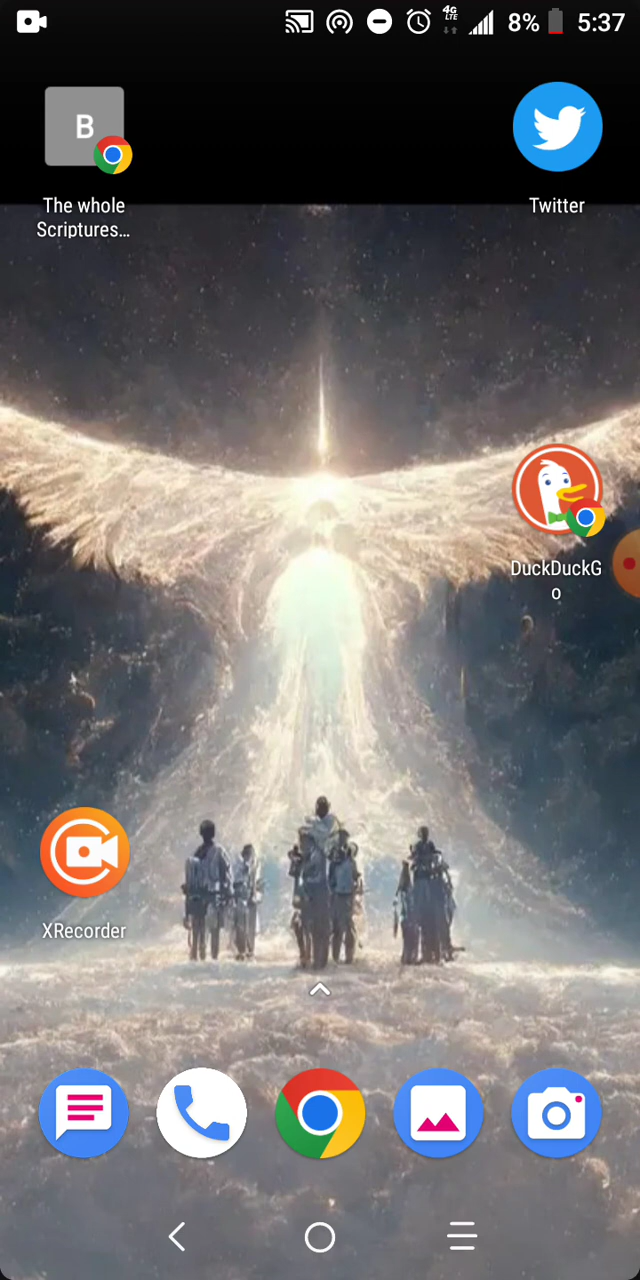 4G
LTE
8% 5:37
B
The whole
Scriptures...
Twitter
DuckDuckG
o
XRecorder